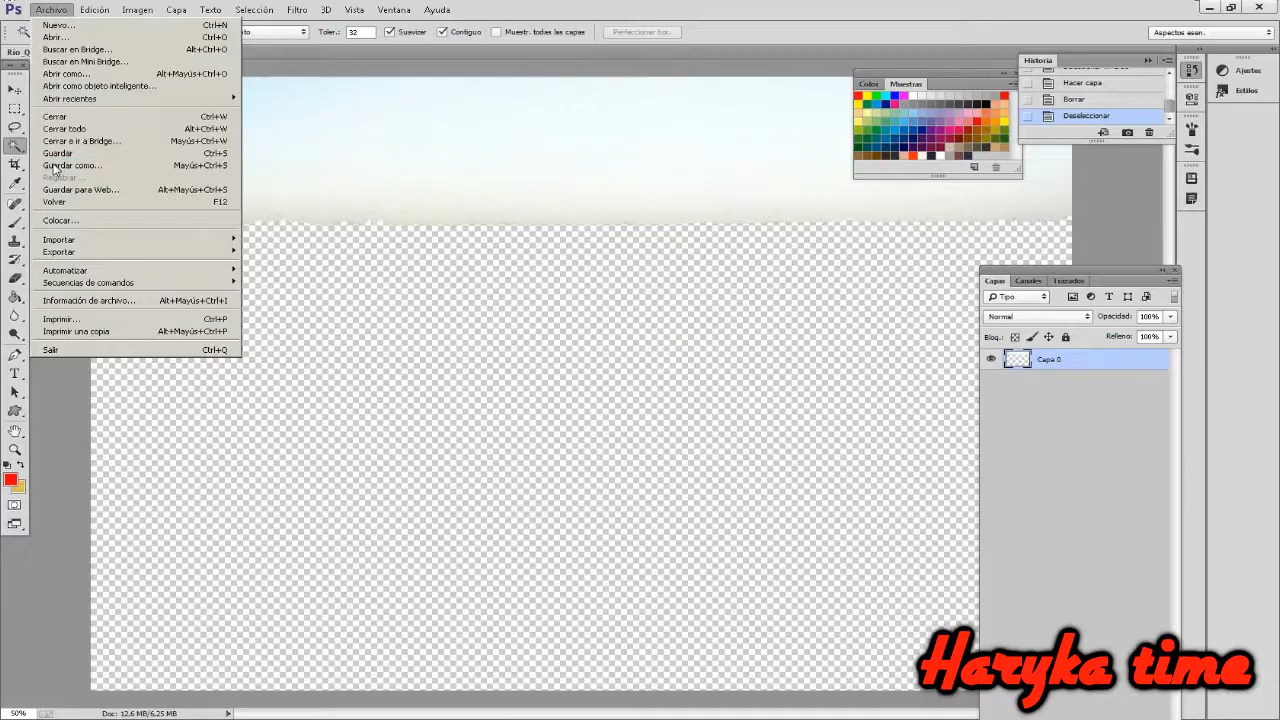 Ps Archivo Edición Imagen Capa Texto Selección Filtro 3D Vista Ventana Ayuda
Toler.: 32 Suavizar Contiguo Muestr. todas las capas Perfeccionar bor... Aspectos esen.
Nuevo... Ctrl+N
Abrir... Ctrl+O
Buscar en Bridge... Alt+Ctrl+O
Buscar en Mini Bridge...
Abrir como... Alt+Mayús+Ctrl+O
Abrir como objeto inteligente...
Abrir recientes
Cerrar Ctrl+W
Cerrar todo Alt+Ctrl+W
Cerrar e ir a Bridge... Mayús+Ctrl+W
Guardar Ctrl+S
Guardar como... Mayús+Ctrl+S
Registrar...
Guardar para Web... Alt+Mayús+Ctrl+S
Volver F12
Colocar...
Importar
Exportar
Automatizar
Secuencias de comandos
Información de archivo... Alt+Mayús+Ctrl+I
Imprimir... Ctrl+P
Imprimir una copia Alt+Mayús+Ctrl+P
Salir Ctrl+Q
Color Muestras
Historia
Hacer capa
Borrar
Deseleccionar
Ajustes
Estilos
Capas Canales Trazados
Tipo
Normal Opacidad: 100%
Bloq.: Relleno: 100%
Capa 0
Haryka time
50% Doc: 12,6 MB/6,25 MB